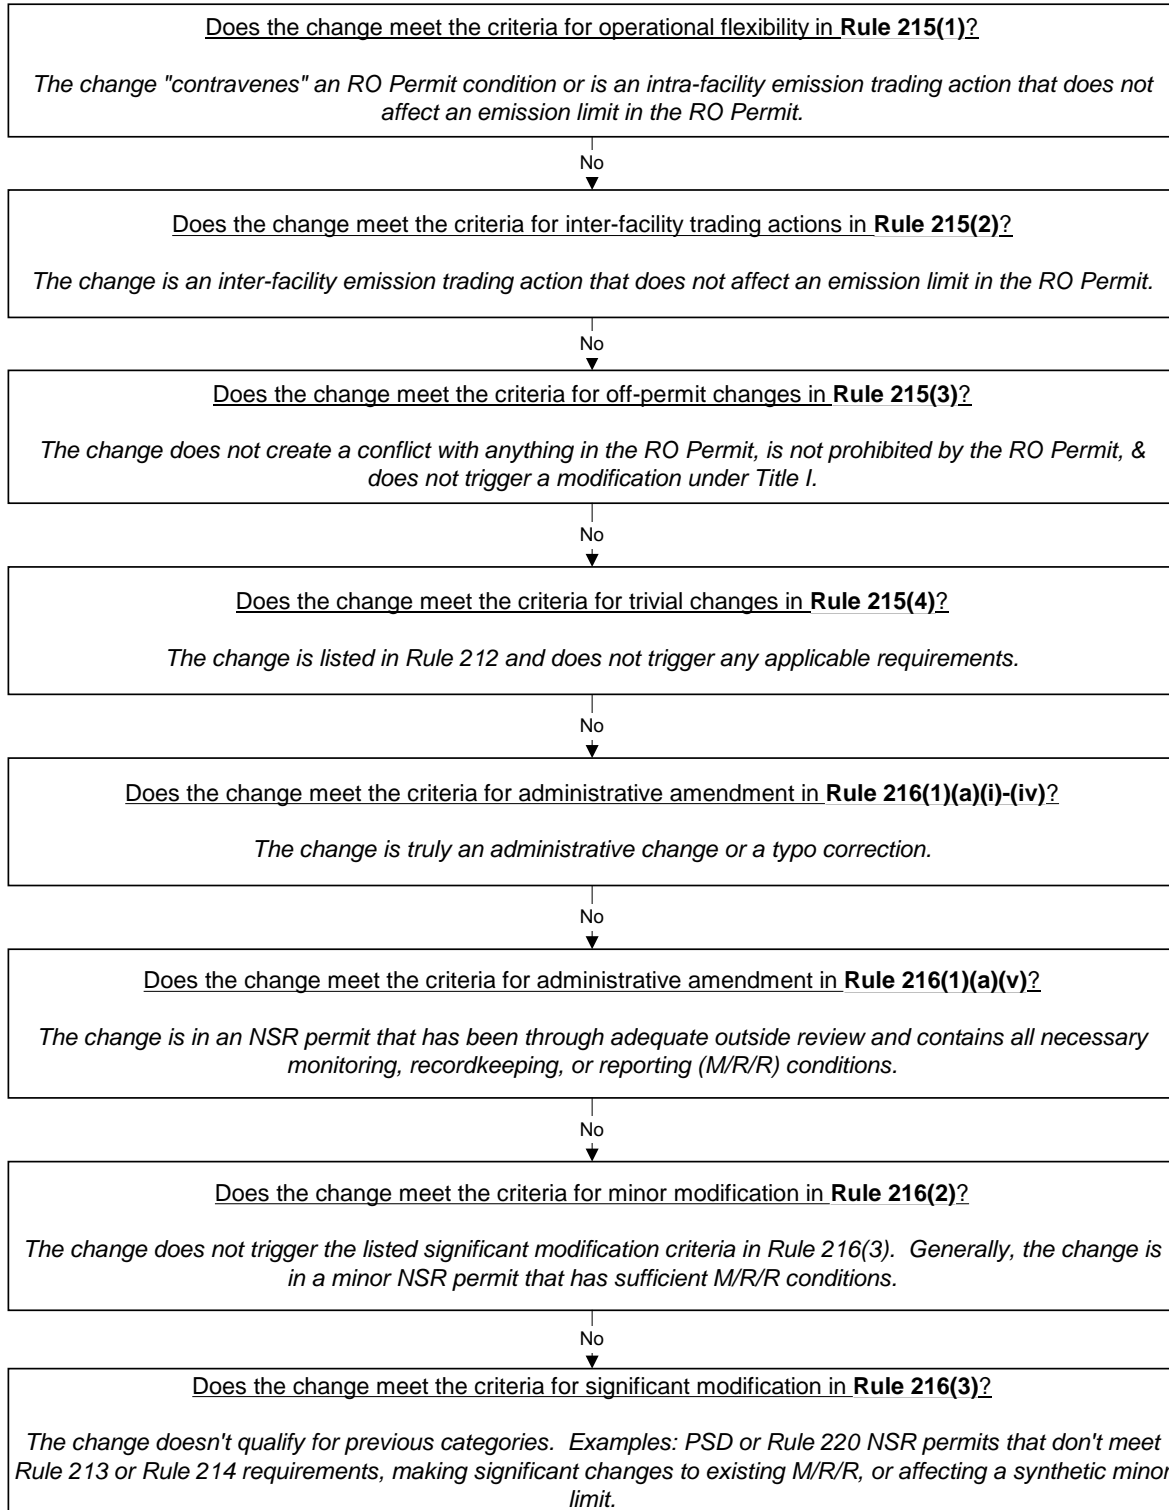 Does the change meet the criteria for operational flexibility in Rule 215(1)?
The change "contravenes" an RO Permit condition or is an intra-facility emission trading action that does not
affect an emission limit in the RO Permit.
No
Does the change meet the criteria for inter-facility trading actions in Rule 215(2)?
The change is an inter-facility emission trading action that does not affect an emission limit in the RO Permit.
No
Does the change meet the criteria for off-permit changes in Rule 215(3)?
The change does not create a conflict with anything in the RO Permit, is not prohibited by the RO Permit, &
does not trigger a modification under Title I.
No
Does the change meet the criteria for trivial changes in Rule 215(4)?
The change is listed in Rule 212 and does not trigger any applicable requirements.
No
Does the change meet the criteria for administrative amendment in Rule 216(1)(a)(i)-(iv)?
The change is truly an administrative change or a typo correction.
No
Does the change meet the criteria for administrative amendment in Rule 216(1)(a)(v)?
The change is in an NSR permit that has been through adequate outside review and contains all necessary
monitoring, recordkeeping, or reporting (M/R/R) conditions.
No
Does the change meet the criteria for minor modification in Rule 216(2)?
The change does not trigger the listed significant modification criteria in Rule 216(3).  Generally, the change is
in a minor NSR permit that has sufficient M/R/R conditions.
No
Does the change meet the criteria for significant modification in Rule 216(3)?
The change doesn't qualify for previous categories.  Examples: PSD or Rule 220 NSR permits that don't meet
Rule 213 or Rule 214 requirements, making significant changes to existing M/R/R, or affecting a synthetic minor
limit.